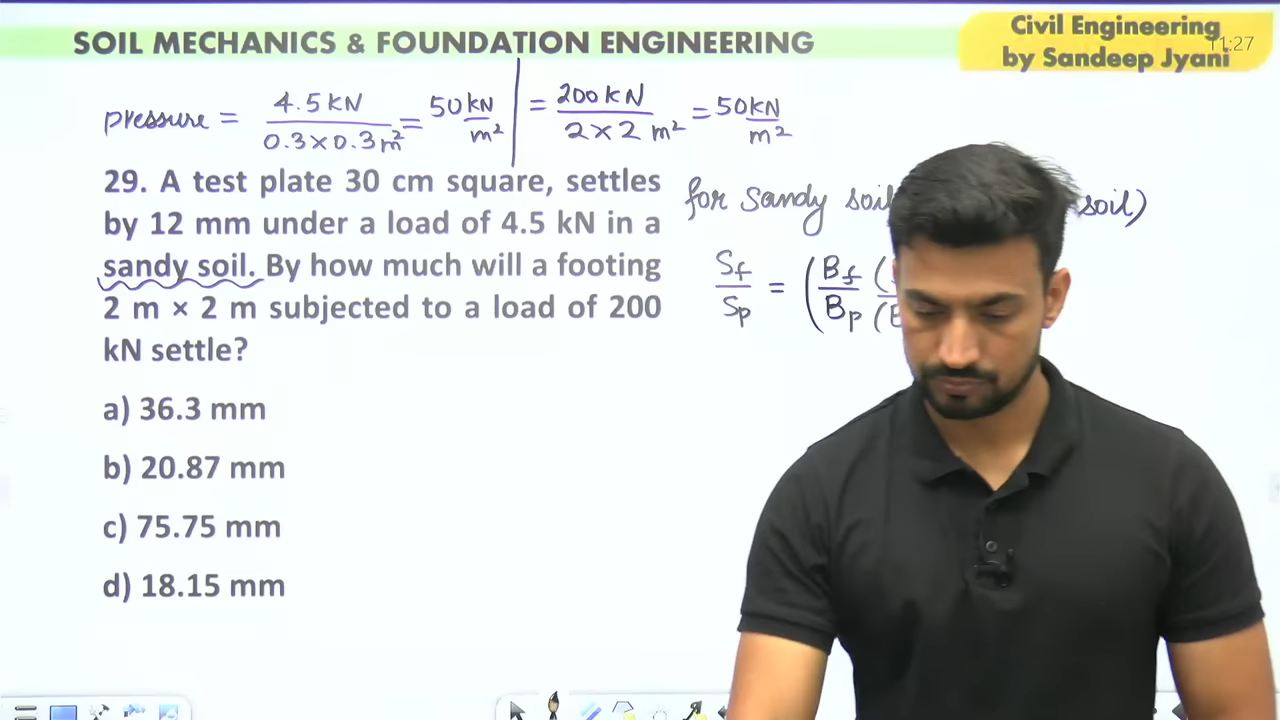 SOIL MECHANICS & FOUNDATION ENGINEERING
Civil Engineering
by Sandeep Jyani
11:27
pressure = 4.5 KN / 0.3 × 0.3 m² = 50 KN / m² | = 200 KN / 2 × 2 m² = 50 KN / m²
29. A test plate 30 cm square, settles
by 12 mm under a load of 4.5 kN in a
sandy soil. By how much will a footing
2 m × 2 m subjected to a load of 200
kN settle?
for sandy soil soil)
Sf / Sp = (Bf ( / Bp (
a) 36.3 mm
b) 20.87 mm
c) 75.75 mm
d) 18.15 mm